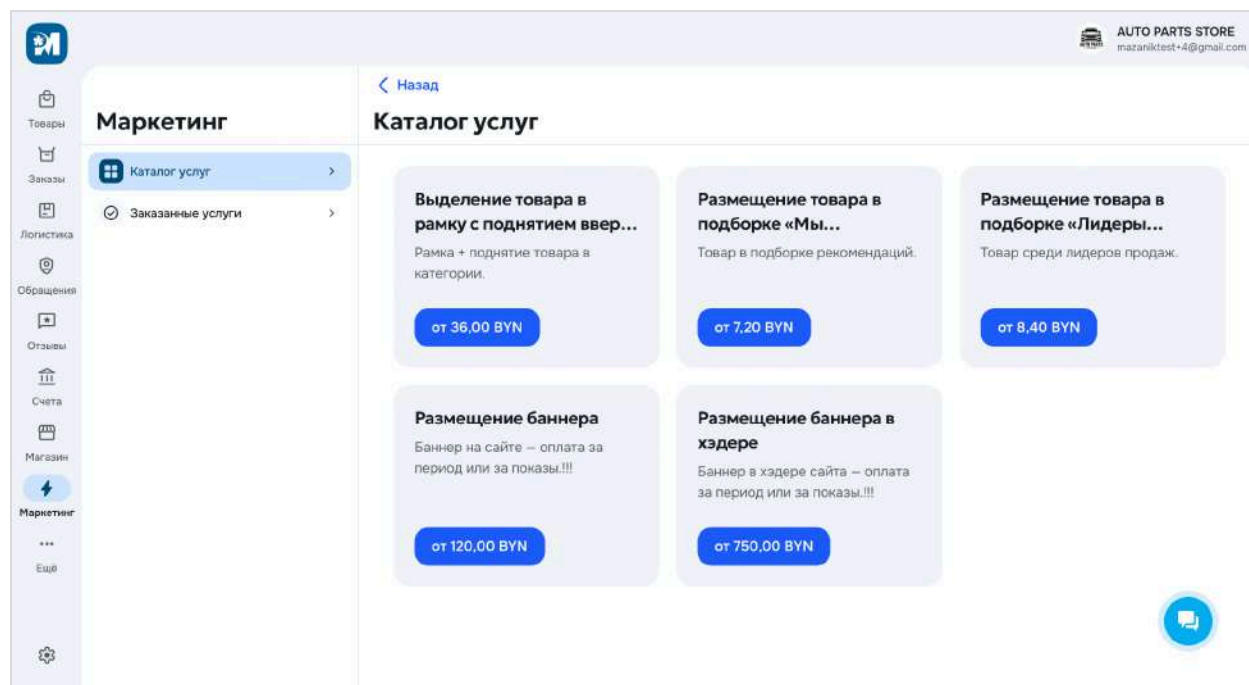 AUTO PARTS STORE
mazaniktest+4@gmail.com
Товары
Заказы
Логистика
Обращения
Отзывы
Счета
Магазин
Маркетинг
Ещё
Маркетинг
Каталог услуг
Заказанные услуги
Назад
Каталог услуг
Выделение товара в
рамку с поднятием ввер...
Рамка + поднятие товара в
категории.
от 36,00 BYN
Размещение товара в
подборке «Мы...
Товар в подборке рекомендаций.
от 7,20 BYN
Размещение товара в
подборке «Лидеры...
Товар среди лидеров продаж.
от 8,40 BYN
Размещение баннера
Баннер на сайте — оплата за
период или за показы.!!!
от 120,00 BYN
Размещение баннера в
хэдере
Баннер в хэдере сайта — оплата
за период или за показы.!!!
от 750,00 BYN